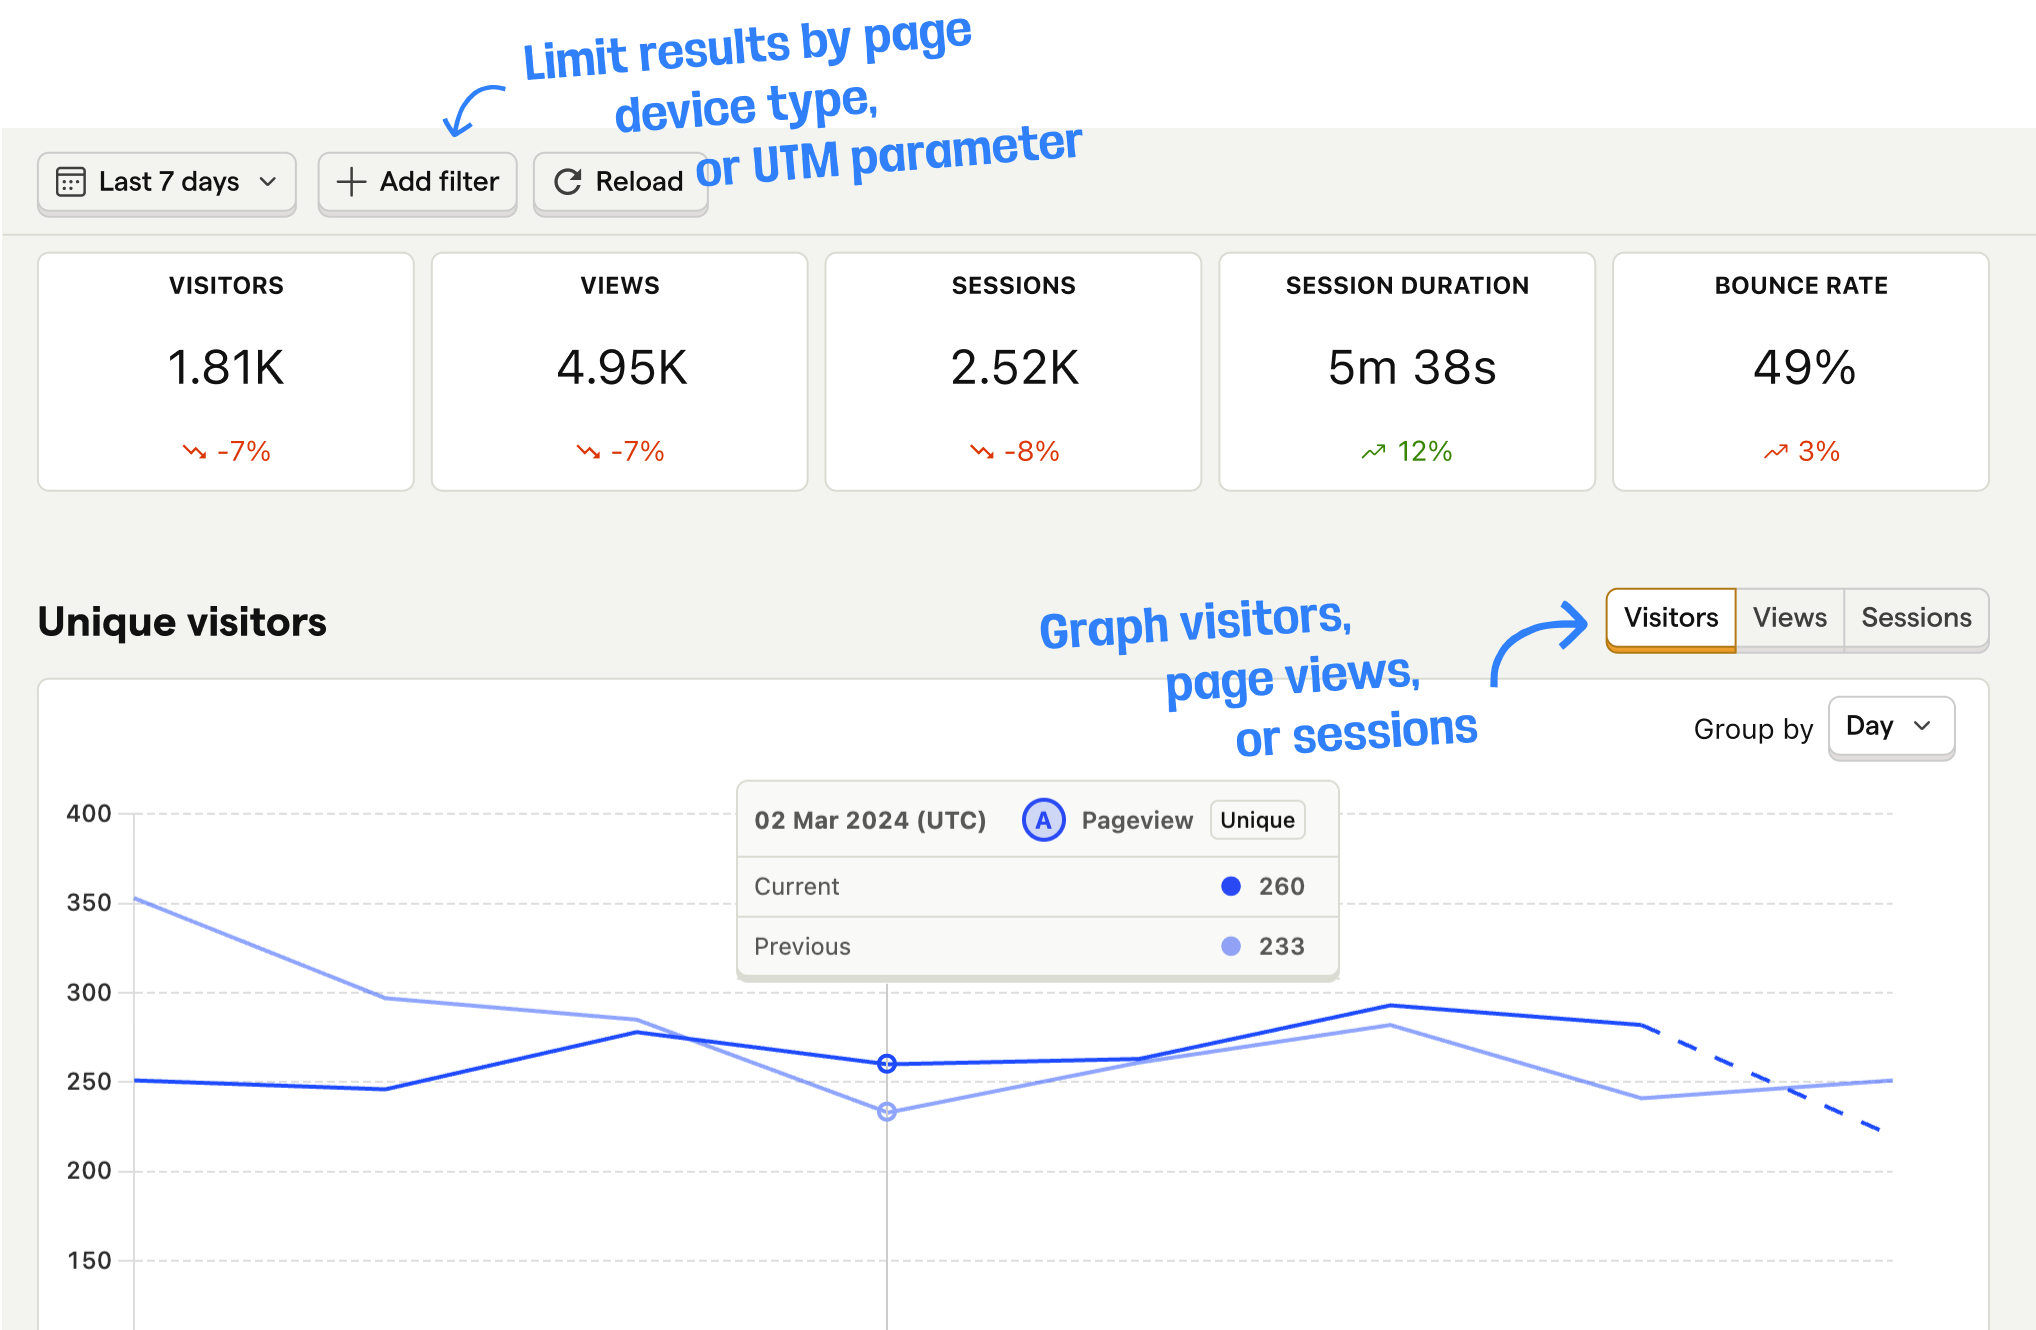 Limit results by page
device type,
or UTM parameter
Last 7 days
Add filter
Reload
VISITORS
1.81K
-7%
VIEWS
4.95K
-7%
SESSIONS
2.52K
-8%
SESSION DURATION
5m 38s
12%
BOUNCE RATE
49%
3%
Unique visitors
Graph visitors,
page views,
or sessions
Visitors Views Sessions
Group by Day
02 Mar 2024 (UTC) A Pageview Unique
Current 260
Previous 233
400
350
300
250
200
150